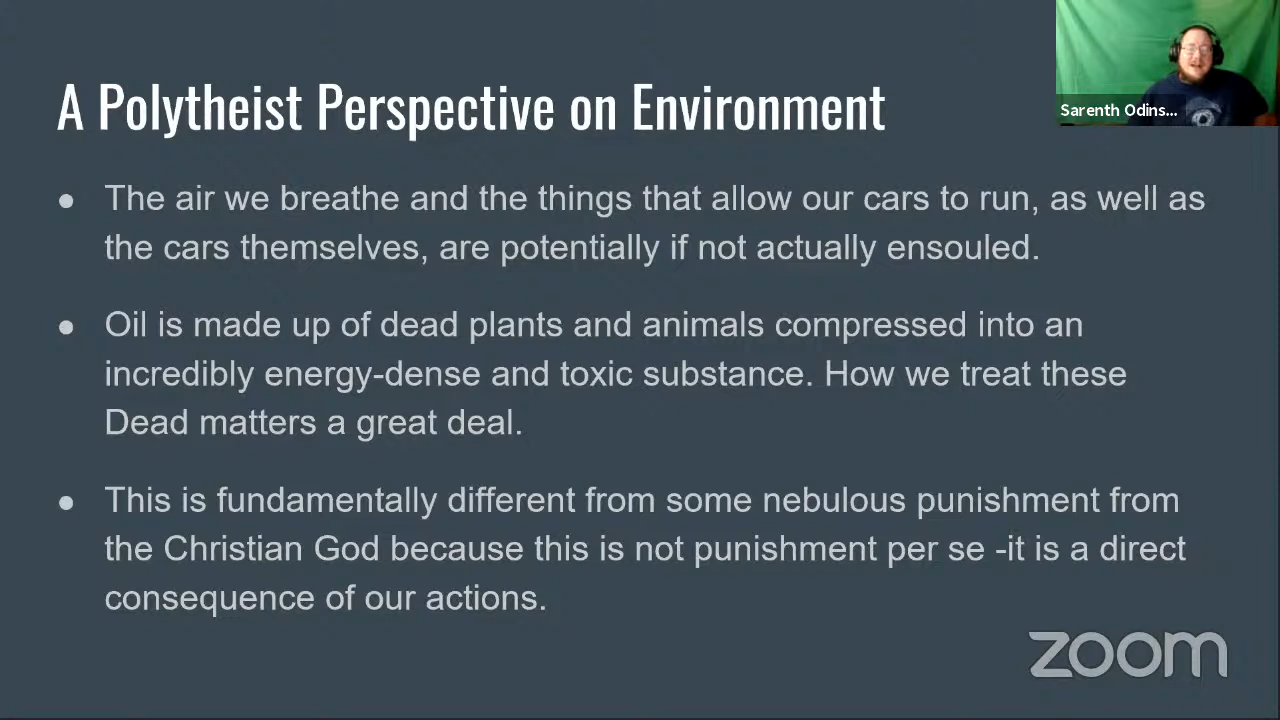 A Polytheist Perspective on Environment
Sarenth Odins...
● The air we breathe and the things that allow our cars to run, as well as
the cars themselves, are potentially if not actually ensouled.
● Oil is made up of dead plants and animals compressed into an
incredibly energy-dense and toxic substance. How we treat these
Dead matters a great deal.
● This is fundamentally different from some nebulous punishment from
the Christian God because this is not punishment per se -it is a direct
consequence of our actions.
zoom